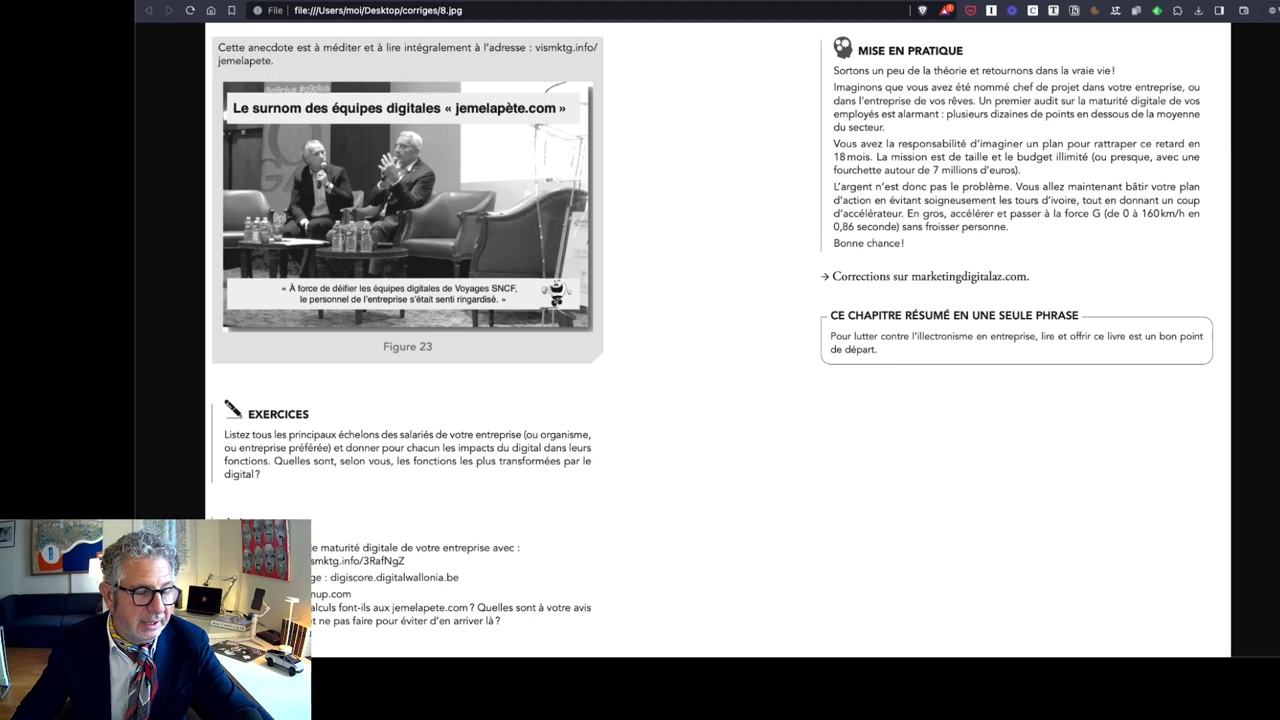 File | file:///Users/moi/Desktop/corriges/8.jpg
Cette anecdote est à méditer et à lire intégralement à l'adresse : vismktg.info/
jemelapete.
#g9plus
Le surnom des équipes digitales « jemelapète.com »
« À force de déifier les équipes digitales de Voyages SNCF,
le personnel de l'entreprise s'était senti ringardisé. »
Figure 23
EXERCICES
Listez tous les principaux échelons des salariés de votre entreprise (ou organisme,
ou entreprise préférée) et donner pour chacun les impacts du digital dans leurs
fonctions. Quelles sont, selon vous, les fonctions les plus transformées par le
digital ?
e maturité digitale de votre entreprise avec :
smktg.info/3RafNgZ
ge : digiscore.digitalwallonia.be
nup.com
alculs font-ils aux jemelapete.com ? Quelles sont à votre avis
et ne pas faire pour éviter d'en arriver là ?
MISE EN PRATIQUE
Sortons un peu de la théorie et retournons dans la vraie vie !
Imaginons que vous avez été nommé chef de projet dans votre entreprise, ou
dans l'entreprise de vos rêves. Un premier audit sur la maturité digitale de vos
employés est alarmant : plusieurs dizaines de points en dessous de la moyenne
du secteur.
Vous avez la responsabilité d'imaginer un plan pour rattraper ce retard en
18 mois. La mission est de taille et le budget illimité (ou presque, avec une
fourchette autour de 7 millions d'euros).
L'argent n'est donc pas le problème. Vous allez maintenant bâtir votre plan
d'action en évitant soigneusement les tours d'ivoire, tout en donnant un coup
d'accélérateur. En gros, accélérer et passer à la force G (de 0 à 160 km/h en
0,86 seconde) sans froisser personne.
Bonne chance !
→ Corrections sur marketingdigitalaz.com.
CE CHAPITRE RÉSUMÉ EN UNE SEULE PHRASE
Pour lutter contre l'illectronisme en entreprise, lire et offrir ce livre est un bon point
de départ.